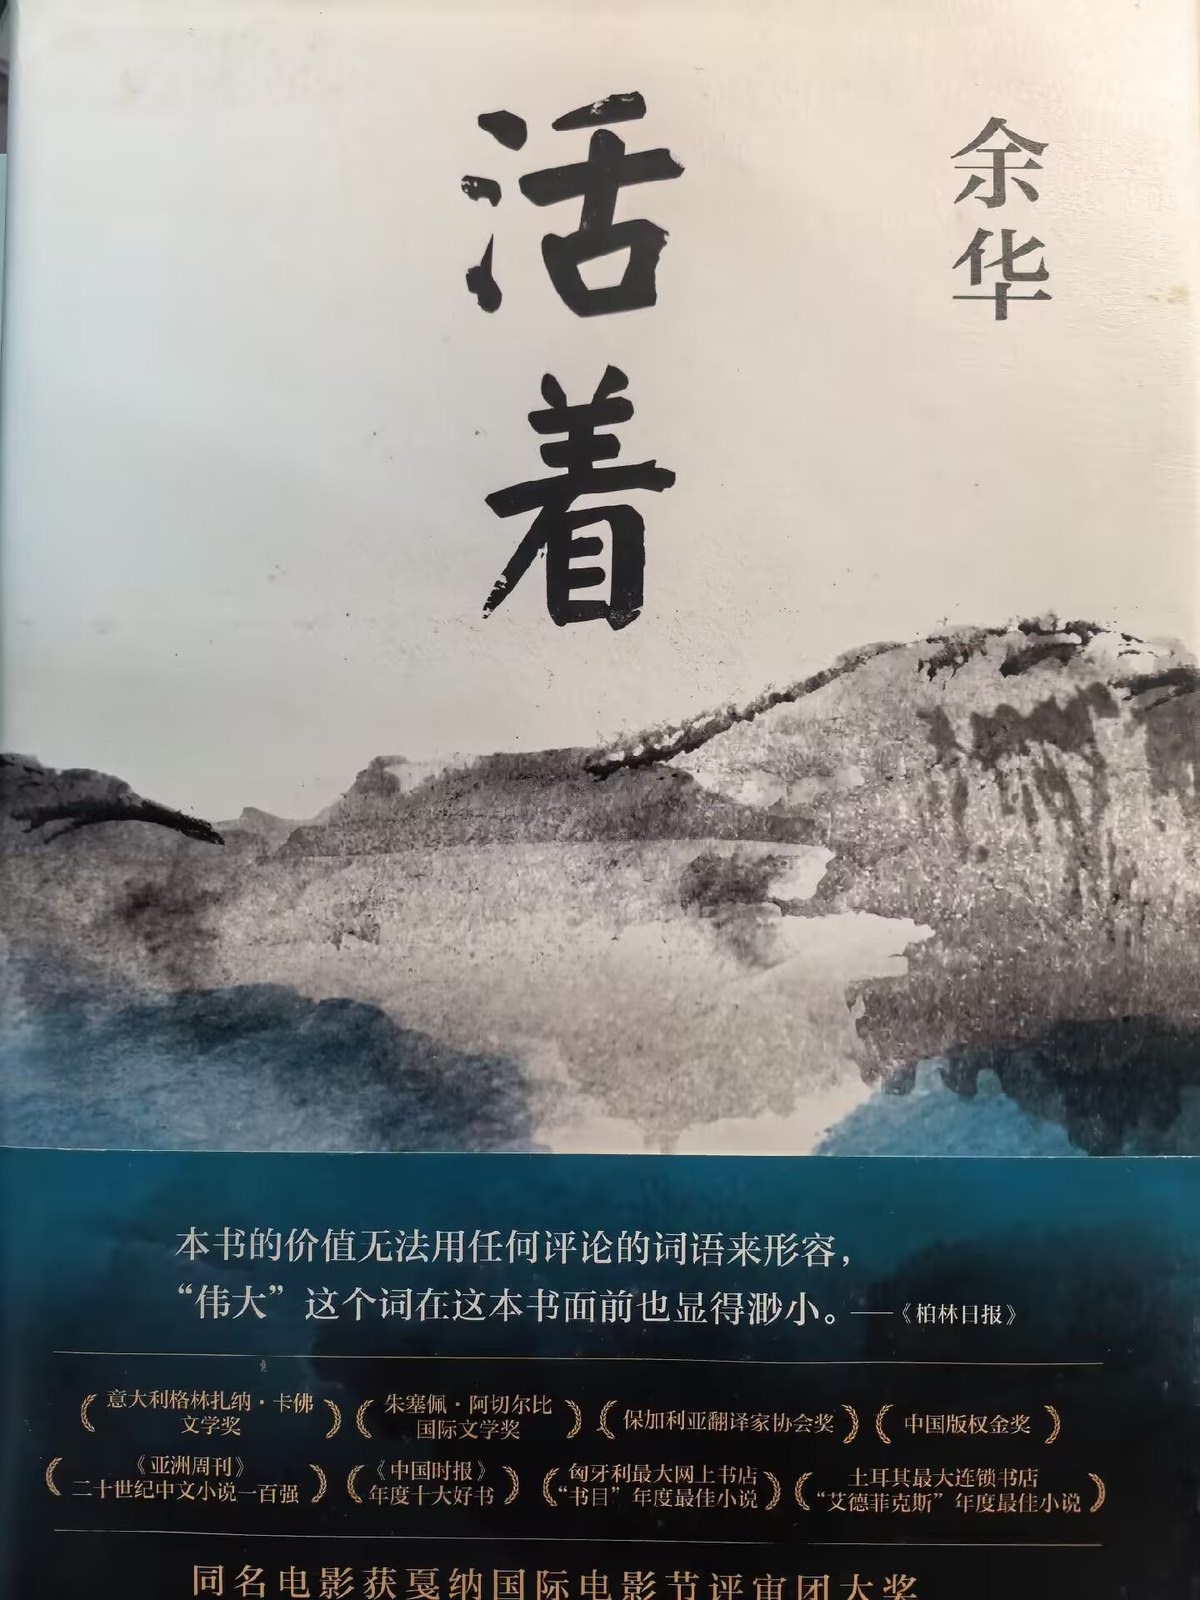 活着
余华
本书的价值无法用任何评论的词语来形容，
“伟大”这个词在这本书面前也显得渺小。——《柏林日报》
意大利格林扎纳·卡佛
文学奖
朱塞佩·阿切尔比
国际文学奖
保加利亚翻译家协会奖
中国版权金奖
《亚洲周刊》
二十世纪中文小说一百强
《中国时报》
年度十大好书
匈牙利最大网上书店
“书目”年度最佳小说
土耳其最大连锁书店
“艾德菲克斯”年度最佳小说
同名电影获戛纳国际电影节评审团大奖